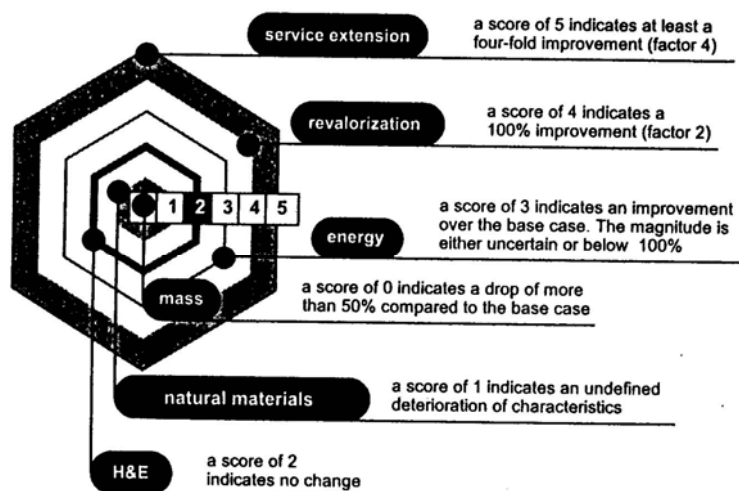 service extension
a score of 5 indicates at least a
four-fold improvement (factor 4)
revalorization
a score of 4 indicates a
100% improvement (factor 2)
1 2 3 4 5
energy
a score of 3 indicates an improvement
over the base case. The magnitude is
either uncertain or below 100%
mass
a score of 0 indicates a drop of more
than 50% compared to the base case
natural materials
a score of 1 indicates an undefined
deterioration of characteristics
H&E
a score of 2
indicates no change